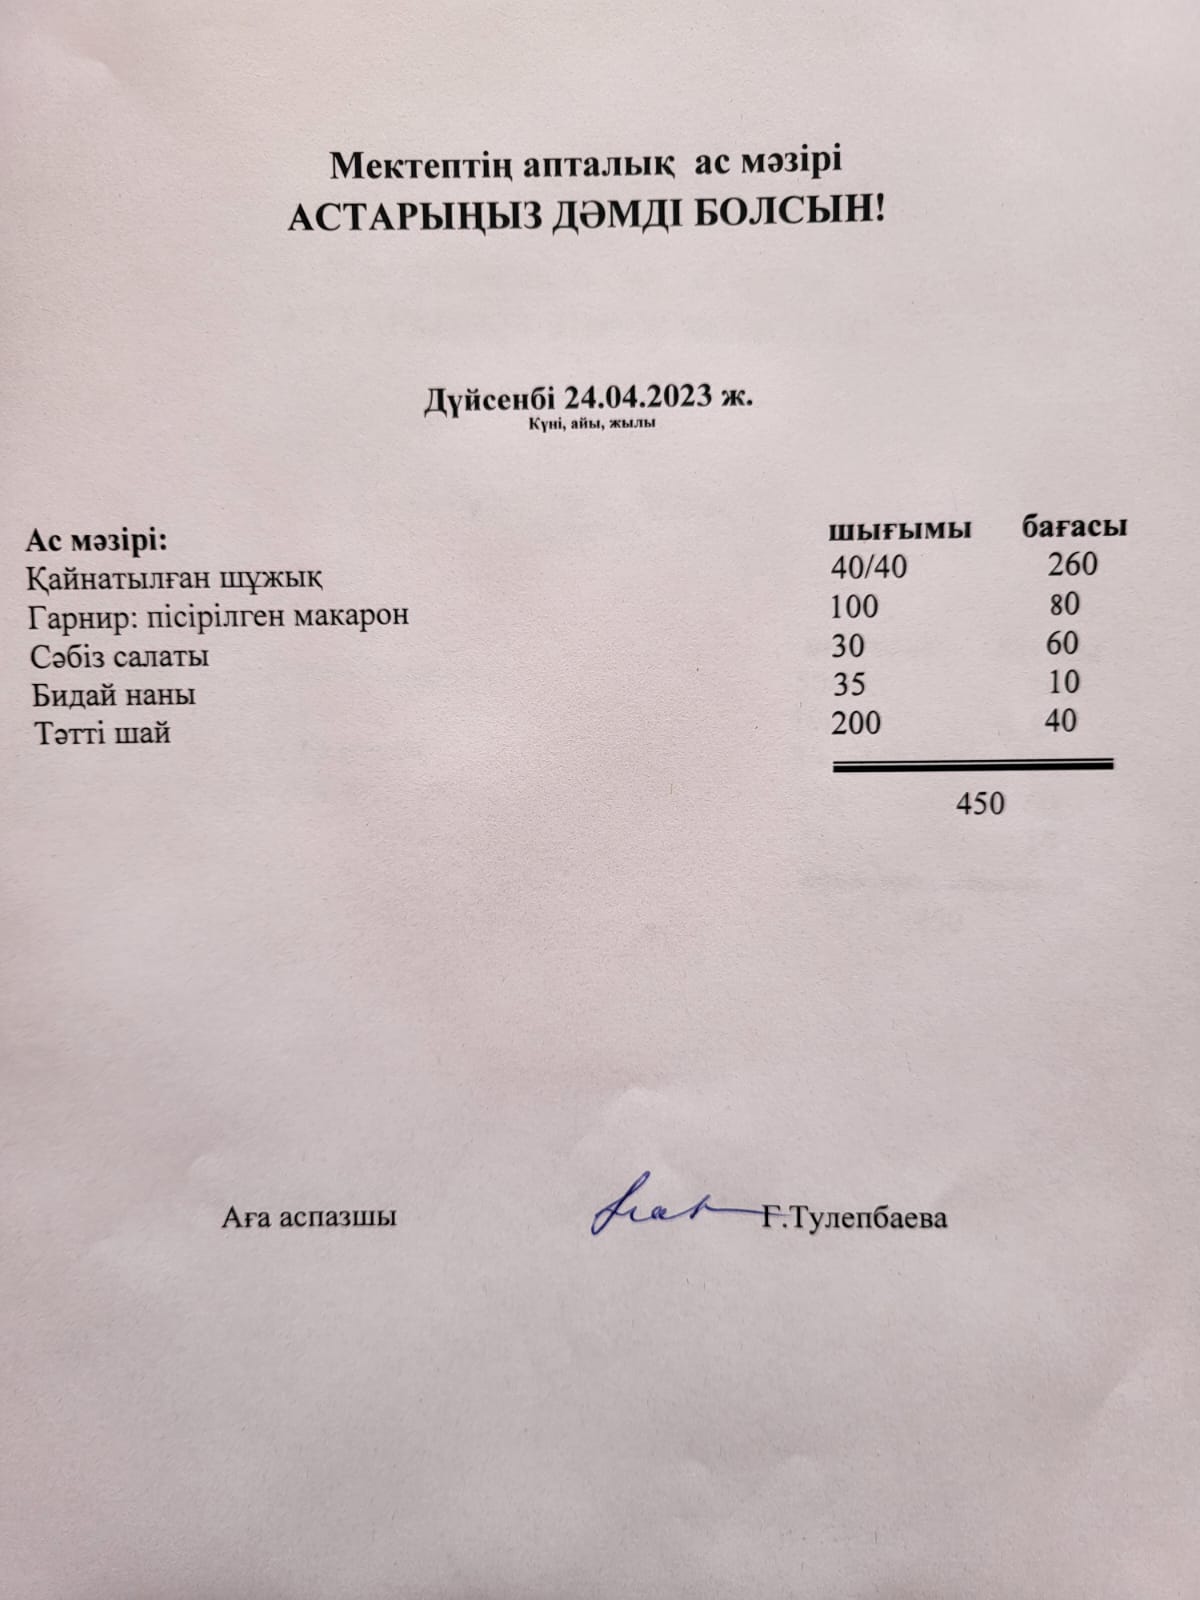 Мектептің апталық ас мәзірі
АСТАРЫҢЫЗ ДӘМДІ БОЛСЫН!
Дүйсенбі 24.04.2023 ж.
Күні, айы, жылы
Ас мәзірі: шығымы бағасы
Қайнатылған шұжық 40/40 260
Гарнир: пісірілген макарон 100 80
Сәбіз салаты 30 60
Бидай наны 35 10
Тәтті шай 200 40
450
Аға аспазшы Ғ.Тулепбаева